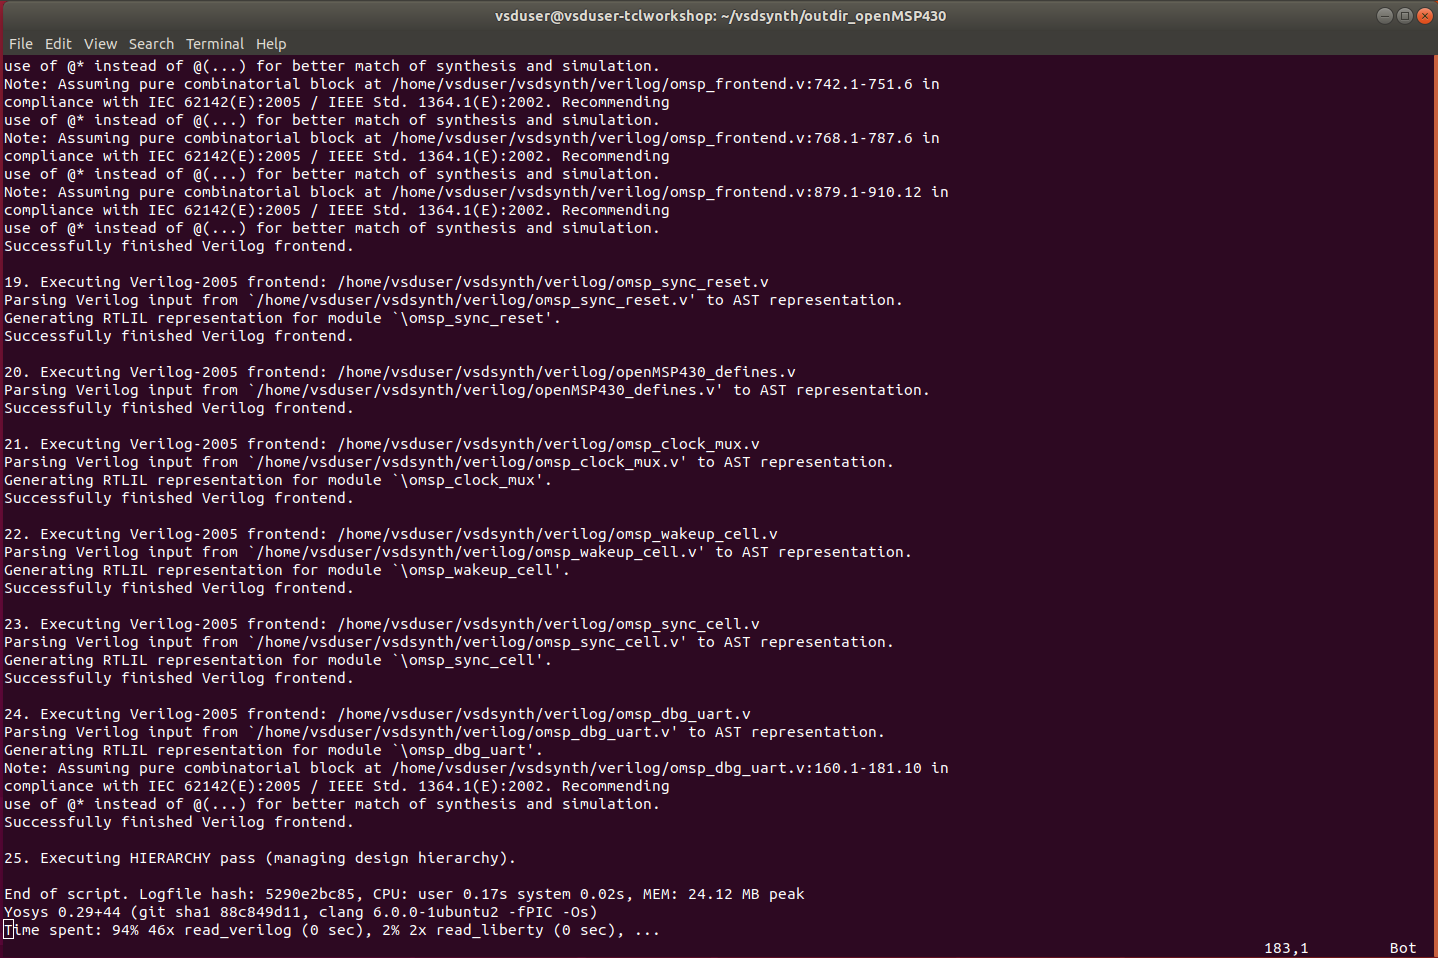 vsduser@vsduser-tclworkshop: ~/vsdsynth/outdir_openMSP430
File Edit View Search Terminal Help
use of @* instead of @(...) for better match of synthesis and simulation.
Note: Assuming pure combinatorial block at /home/vsduser/vsdsynth/verilog/omsp_frontend.v:742.1-751.6 in
compliance with IEC 62142(E):2005 / IEEE Std. 1364.1(E):2002. Recommending
use of @* instead of @(...) for better match of synthesis and simulation.
Note: Assuming pure combinatorial block at /home/vsduser/vsdsynth/verilog/omsp_frontend.v:768.1-787.6 in
compliance with IEC 62142(E):2005 / IEEE Std. 1364.1(E):2002. Recommending
use of @* instead of @(...) for better match of synthesis and simulation.
Note: Assuming pure combinatorial block at /home/vsduser/vsdsynth/verilog/omsp_frontend.v:879.1-910.12 in
compliance with IEC 62142(E):2005 / IEEE Std. 1364.1(E):2002. Recommending
use of @* instead of @(...) for better match of synthesis and simulation.
Successfully finished Verilog frontend.

19. Executing Verilog-2005 frontend: /home/vsduser/vsdsynth/verilog/omsp_sync_reset.v
Parsing Verilog input from `/home/vsduser/vsdsynth/verilog/omsp_sync_reset.v' to AST representation.
Generating RTLIL representation for module `\omsp_sync_reset'.
Successfully finished Verilog frontend.

20. Executing Verilog-2005 frontend: /home/vsduser/vsdsynth/verilog/openMSP430_defines.v
Parsing Verilog input from `/home/vsduser/vsdsynth/verilog/openMSP430_defines.v' to AST representation.
Successfully finished Verilog frontend.

21. Executing Verilog-2005 frontend: /home/vsduser/vsdsynth/verilog/omsp_clock_mux.v
Parsing Verilog input from `/home/vsduser/vsdsynth/verilog/omsp_clock_mux.v' to AST representation.
Generating RTLIL representation for module `\omsp_clock_mux'.
Successfully finished Verilog frontend.

22. Executing Verilog-2005 frontend: /home/vsduser/vsdsynth/verilog/omsp_wakeup_cell.v
Parsing Verilog input from `/home/vsduser/vsdsynth/verilog/omsp_wakeup_cell.v' to AST representation.
Generating RTLIL representation for module `\omsp_wakeup_cell'.
Successfully finished Verilog frontend.

23. Executing Verilog-2005 frontend: /home/vsduser/vsdsynth/verilog/omsp_sync_cell.v
Parsing Verilog input from `/home/vsduser/vsdsynth/verilog/omsp_sync_cell.v' to AST representation.
Generating RTLIL representation for module `\omsp_sync_cell'.
Successfully finished Verilog frontend.

24. Executing Verilog-2005 frontend: /home/vsduser/vsdsynth/verilog/omsp_dbg_uart.v
Parsing Verilog input from `/home/vsduser/vsdsynth/verilog/omsp_dbg_uart.v' to AST representation.
Generating RTLIL representation for module `\omsp_dbg_uart'.
Note: Assuming pure combinatorial block at /home/vsduser/vsdsynth/verilog/omsp_dbg_uart.v:160.1-181.10 in
compliance with IEC 62142(E):2005 / IEEE Std. 1364.1(E):2002. Recommending
use of @* instead of @(...) for better match of synthesis and simulation.
Successfully finished Verilog frontend.

25. Executing HIERARCHY pass (managing design hierarchy).

End of script. Logfile hash: 5290e2bc85, CPU: user 0.17s system 0.02s, MEM: 24.12 MB peak
Yosys 0.29+44 (git sha1 88c849d11, clang 6.0.0-1ubuntu2 -fPIC -Os)
Time spent: 94% 46x read_verilog (0 sec), 2% 2x read_liberty (0 sec), ...
183,1 Bot